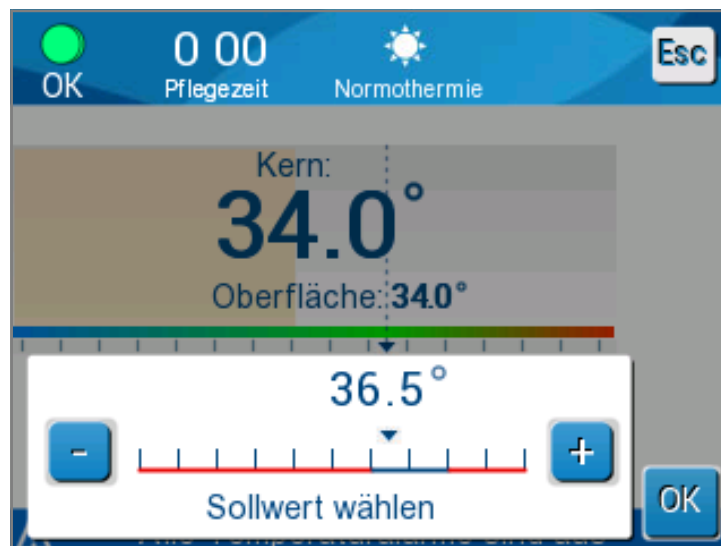 OK
0 00
Pflegezeit
Normothermie
Esc
Kern:
34.0°
Oberfläche: 34.0°
36.5°
-
+
Sollwert wählen
OK